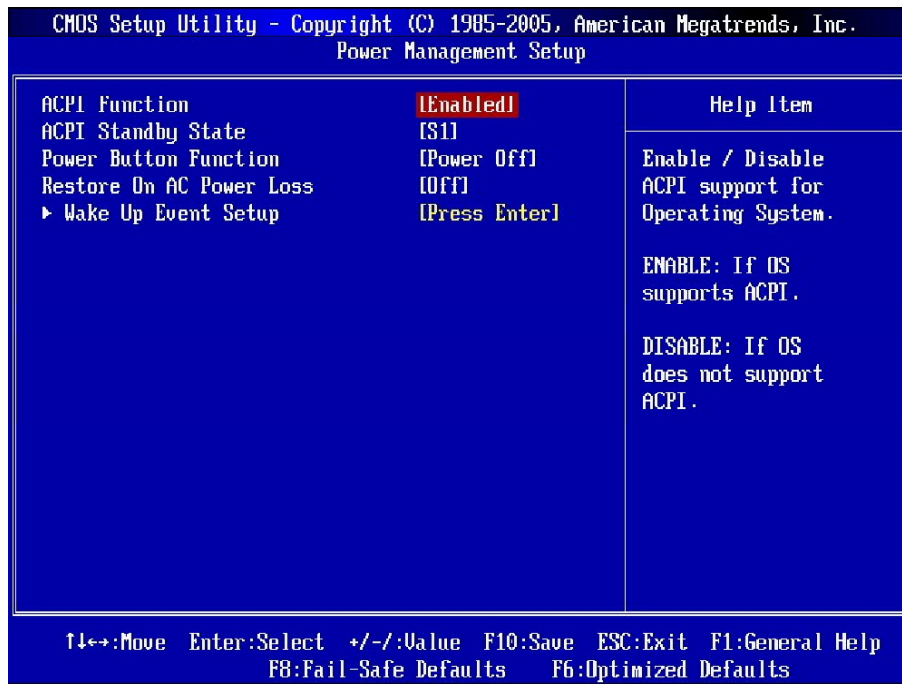 CMOS Setup Utility - Copyright (C) 1985-2005, American Megatrends, Inc.
Power Management Setup
ACPI Function [Enabled]
ACPI Standby State [S1]
Power Button Function [Power Off]
Restore On AC Power Loss [Off]
▶ Wake Up Event Setup [Press Enter]
Help Item
Enable / Disable
ACPI support for
Operating System.
ENABLE: If OS
supports ACPI.
DISABLE: If OS
does not support
ACPI.
↑↓←→:Move Enter:Select +/-/:Value F10:Save ESC:Exit F1:General Help
F8:Fail-Safe Defaults F6:Optimized Defaults